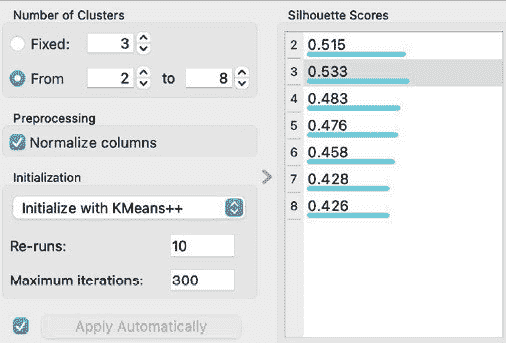 Number of Clusters
Fixed: 3
From 2 to 8
Preprocessing
Normalize columns
Initialization
Initialize with KMeans++
Re-runs: 10
Maximum iterations: 300
Apply Automatically
Silhouette Scores
2 0.515
3 0.533
4 0.483
5 0.476
6 0.458
7 0.428
8 0.426